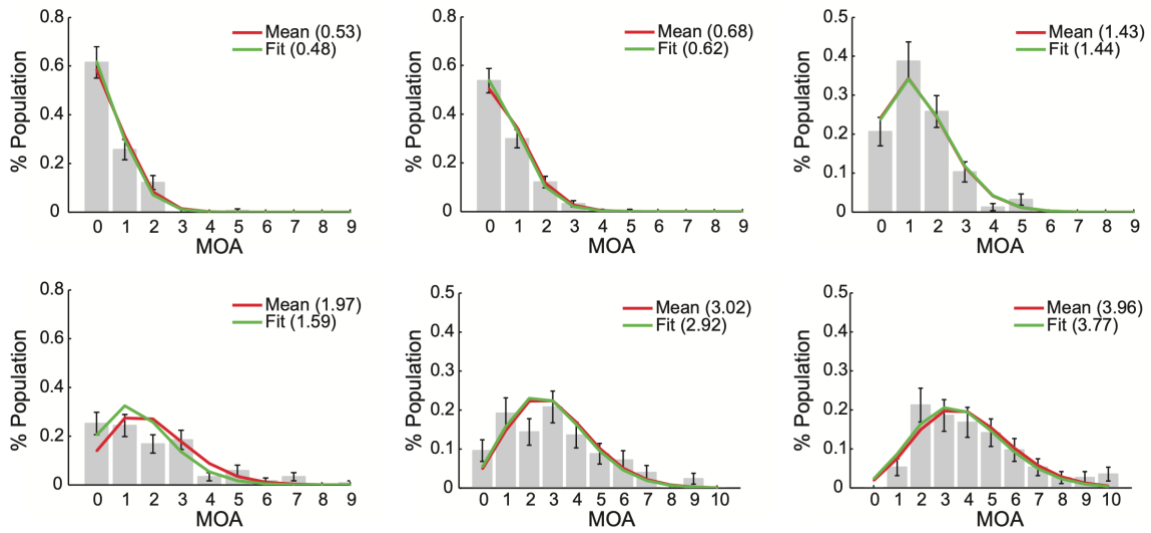 0.8
0.6
0.4
0.2
0
% Population
Mean (0.53)
Fit (0.48)
0 1 2 3 4 5 6 7 8 9
MOA
0.8
0.6
0.4
0.2
0
% Population
Mean (0.68)
Fit (0.62)
0 1 2 3 4 5 6 7 8 9
MOA
0.5
0.4
0.3
0.2
0.1
0
% Population
Mean (1.43)
Fit (1.44)
0 1 2 3 4 5 6 7 8 9
MOA
0.8
0.6
0.4
0.2
0
% Population
Mean (1.97)
Fit (1.59)
0 1 2 3 4 5 6 7 8 9
MOA
0.5
0.4
0.3
0.2
0.1
0
% Population
Mean (3.02)
Fit (2.92)
0 1 2 3 4 5 6 7 8 9 10
MOA
0.5
0.4
0.3
0.2
0.1
0
% Population
Mean (3.96)
Fit (3.77)
0 1 2 3 4 5 6 7 8 9 10
MOA